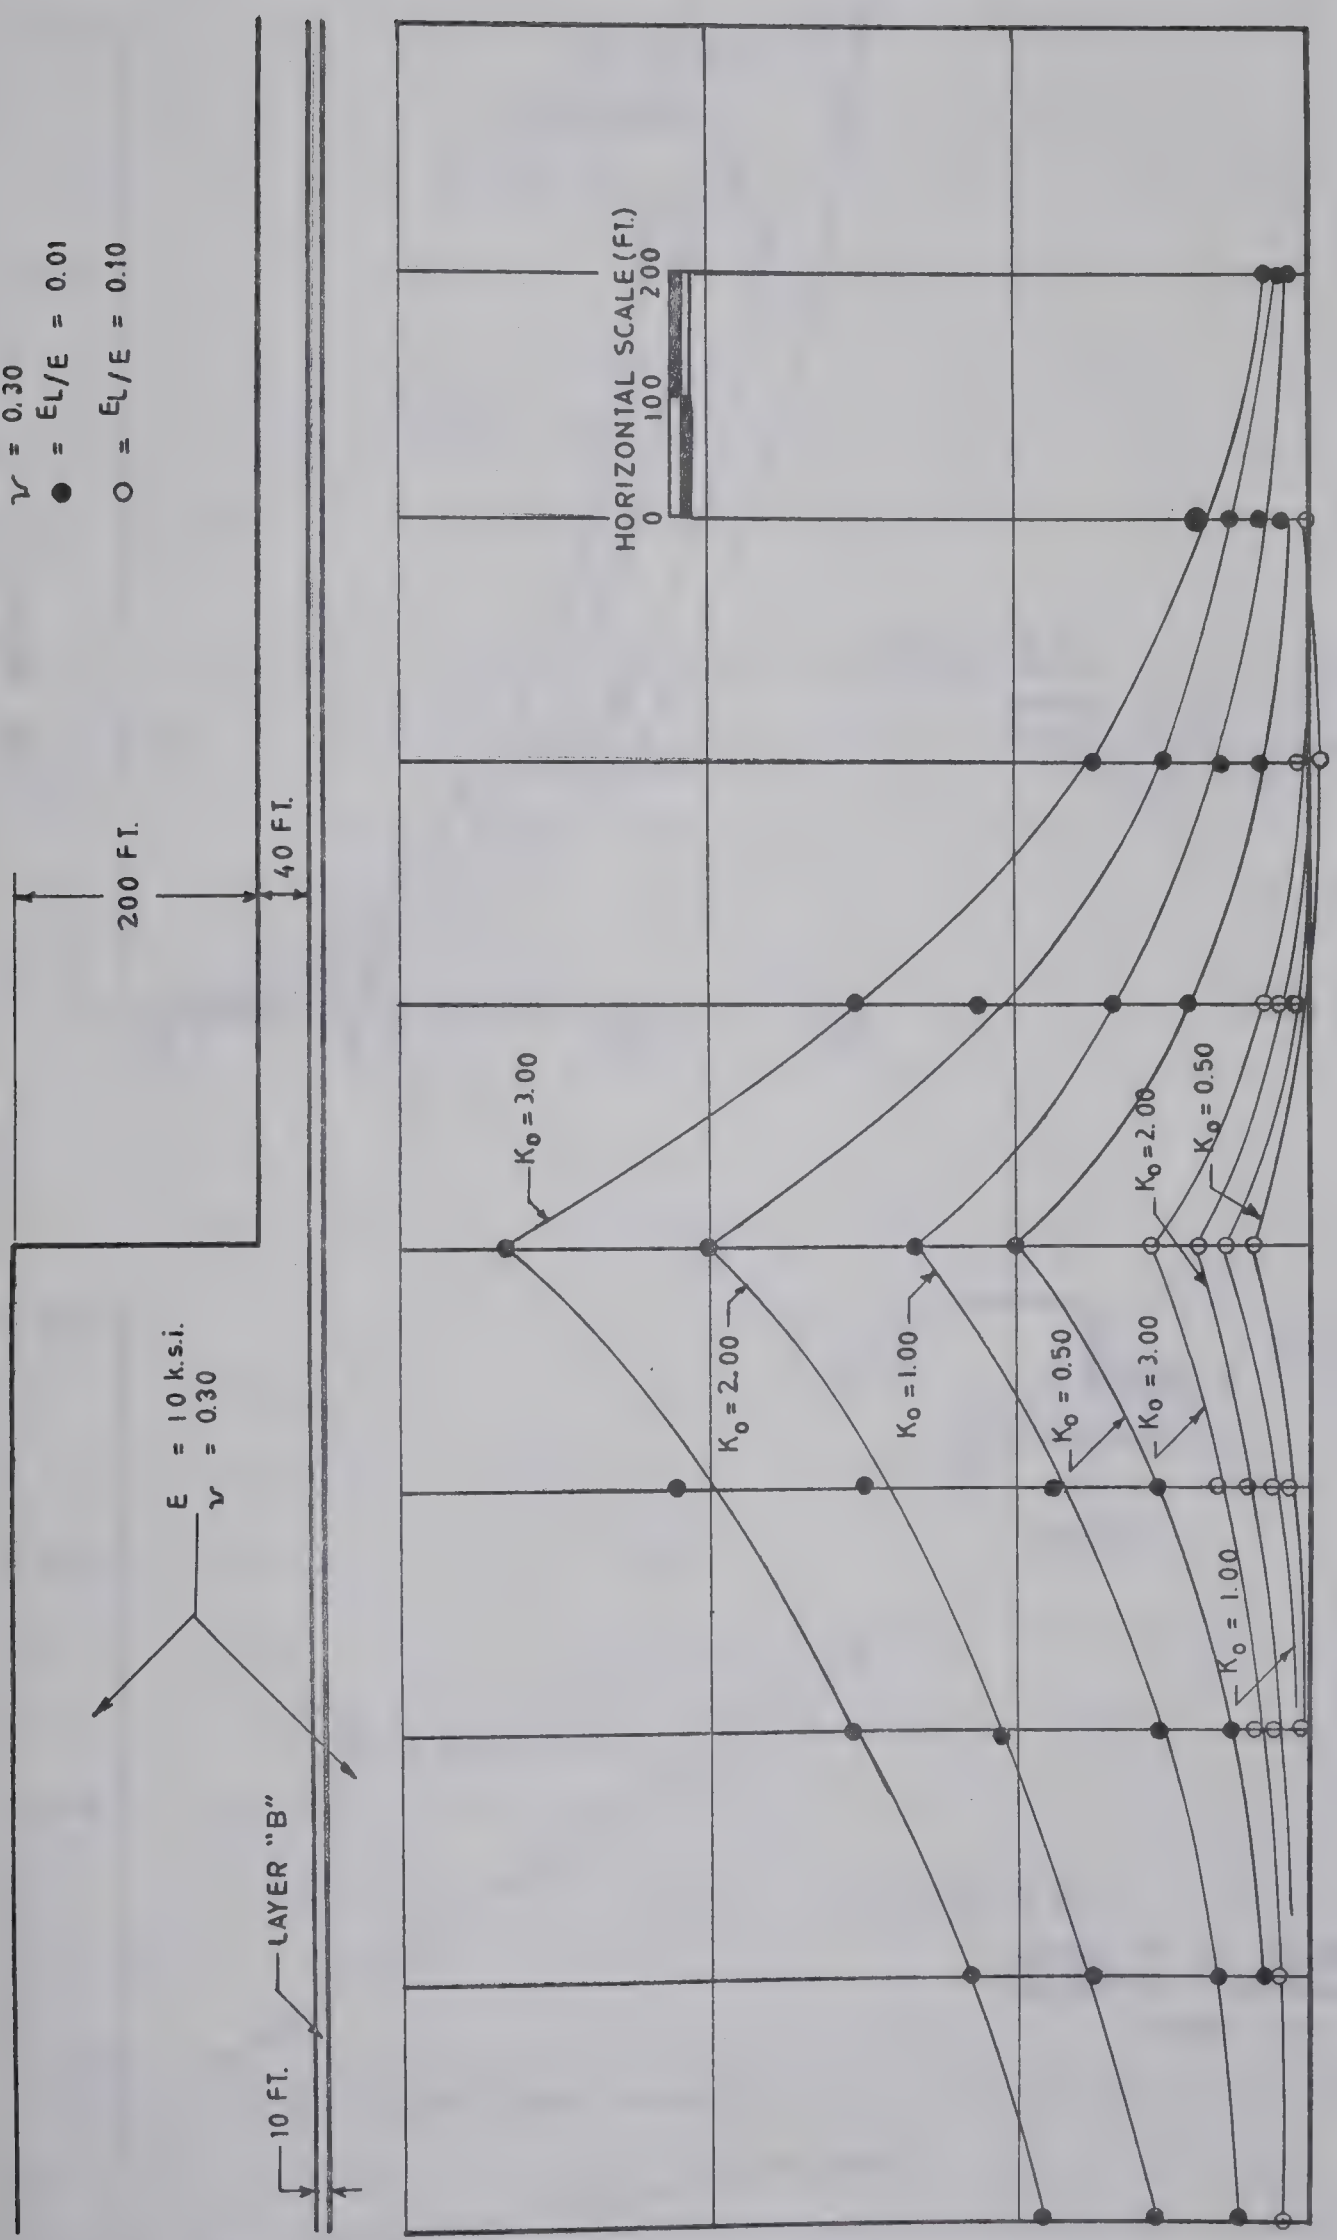 ν = 0.30
● = EL/E = 0.01
○ = EL/E = 0.10
200 FT.
40 FT.
E = 10 k.s.i.
ν = 0.30
LAYER "B"
10 FT.
HORIZONTAL SCALE (FT.)
0 100 200
K₀ = 3.00
K₀ = 2.00
K₀ = 1.00
K₀ = 0.50
K₀ = 3.00
K₀ = 2.00
K₀ = 0.50
K₀ = 1.00